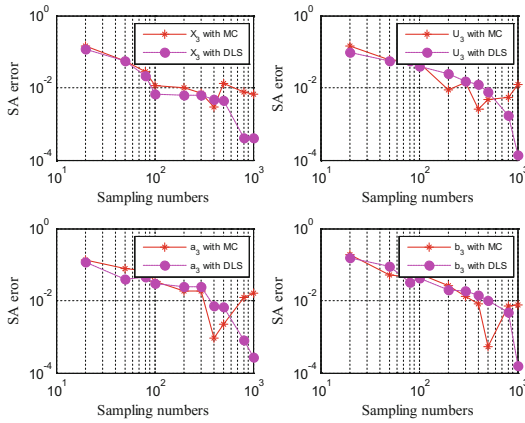 10^0
10^-2
10^-4
SA error
X_3 with MC
X_3 with DLS
10^1
10^2
10^3
Sampling numbers
10^0
10^-2
10^-4
SA error
U_3 with MC
U_3 with DLS
10^1
10^2
10^3
Sampling numbers
10^0
10^-2
10^-4
SA eror
a_3 with MC
a_3 with DLS
10^1
10^2
10^3
Sampling numbers
10^0
10^-2
10^-4
SA eror
b_3 with MC
b_3 with DLS
10^1
10^2
10^3
Sampling numbers